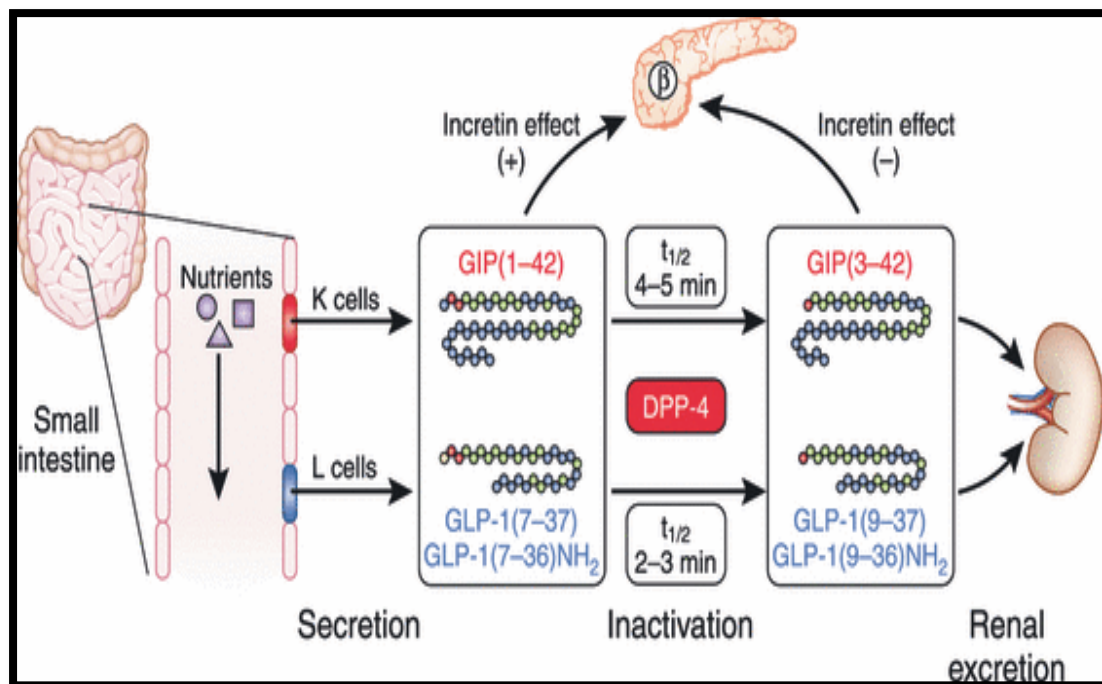 β
Incretin effect
(+)
Incretin effect
(–)
Nutrients
K cells
L cells
Small
intestine
GIP(1–42)
GLP-1(7–37)
GLP-1(7–36)NH₂
t₁/₂
4–5 min
DPP-4
t₁/₂
2–3 min
GIP(3–42)
GLP-1(9–37)
GLP-1(9–36)NH₂
Secretion
Inactivation
Renal
excretion